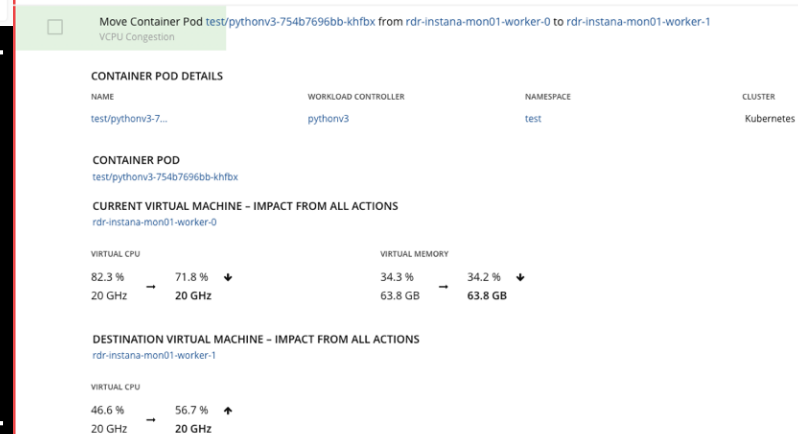 Move Container Pod test/pythonv3-754b7696bb-khfbx from rdr-instana-mon01-worker-0 to rdr-instana-mon01-worker-1
VCPU Congestion
CONTAINER POD DETAILS
NAME WORKLOAD CONTROLLER NAMESPACE CLUSTER
test/pythonv3-7... pythonv3 test Kubernetes
CONTAINER POD
test/pythonv3-754b7696bb-khfbx
CURRENT VIRTUAL MACHINE – IMPACT FROM ALL ACTIONS
rdr-instana-mon01-worker-0
VIRTUAL CPU VIRTUAL MEMORY
82.3 % → 71.8 % ↓ 34.3 % → 34.2 % ↓
20 GHz 20 GHz 63.8 GB 63.8 GB
DESTINATION VIRTUAL MACHINE – IMPACT FROM ALL ACTIONS
rdr-instana-mon01-worker-1
VIRTUAL CPU
46.6 % → 56.7 % ↑
20 GHz 20 GHz